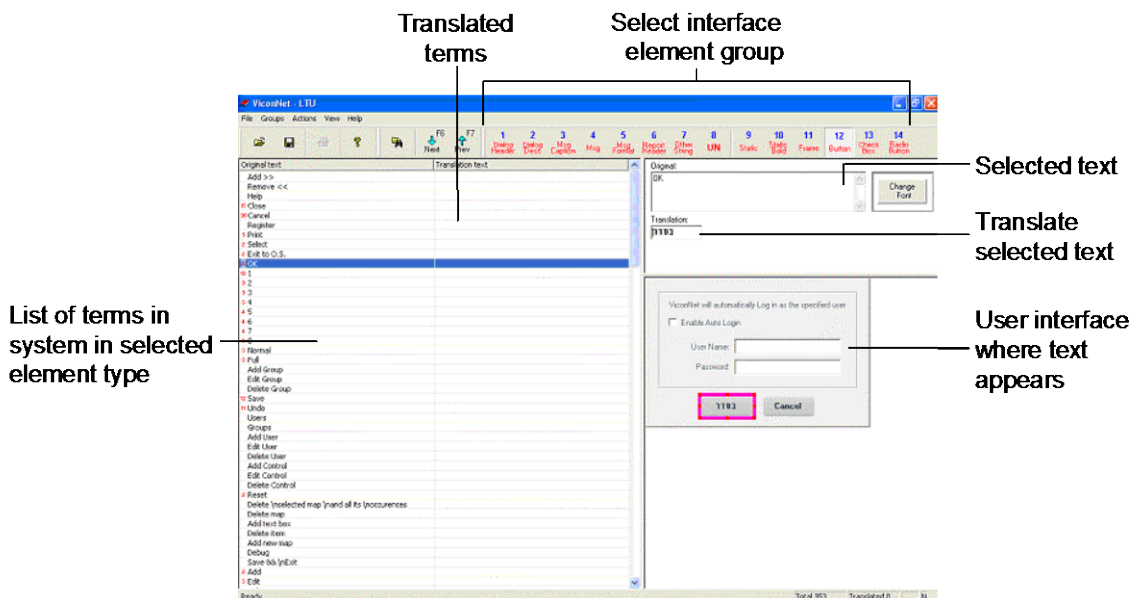 Translated
terms
Select interface
element group
ViconNet - LTU
File Groups Actions View Help
F6 Next
F7 Prev
1 Dialog Header
2 Dialog Desc
3 Msg Caption
4 Msg
5 Msg Format
6 Report Header
7 Other String
8 UN
9 Static
10 Static Bold
11 Frame
12 Button
13 Check Box
14 Radio Button
Original text Translation text
Add >>
Remove <<
Help
Close
Cancel
Register
Print
Select
Exit to O.S.
OK
1
2
3
4
5
6
7
Normal
Full
Add Group
Edit Group
Delete Group
Save
Undo
Users
Groups
Add User
Edit User
Delete User
Add Control
Edit Control
Delete Control
Reset
Delete \nselected map \nand all its \noccurences
Delete map
Add text box
Delete item
Add new map
Debug
Save && \nExit
Add
Edit
Ready
Original:
OK
Change
Font
Translation:
ViconNet will automatically Log in as the specified user
Enable Auto Login
User Name:
Password:
Cancel
Total 353 Translated 0 N
Selected text
Translate
selected text
User interface
where text
appears
List of terms in
system in selected
element type